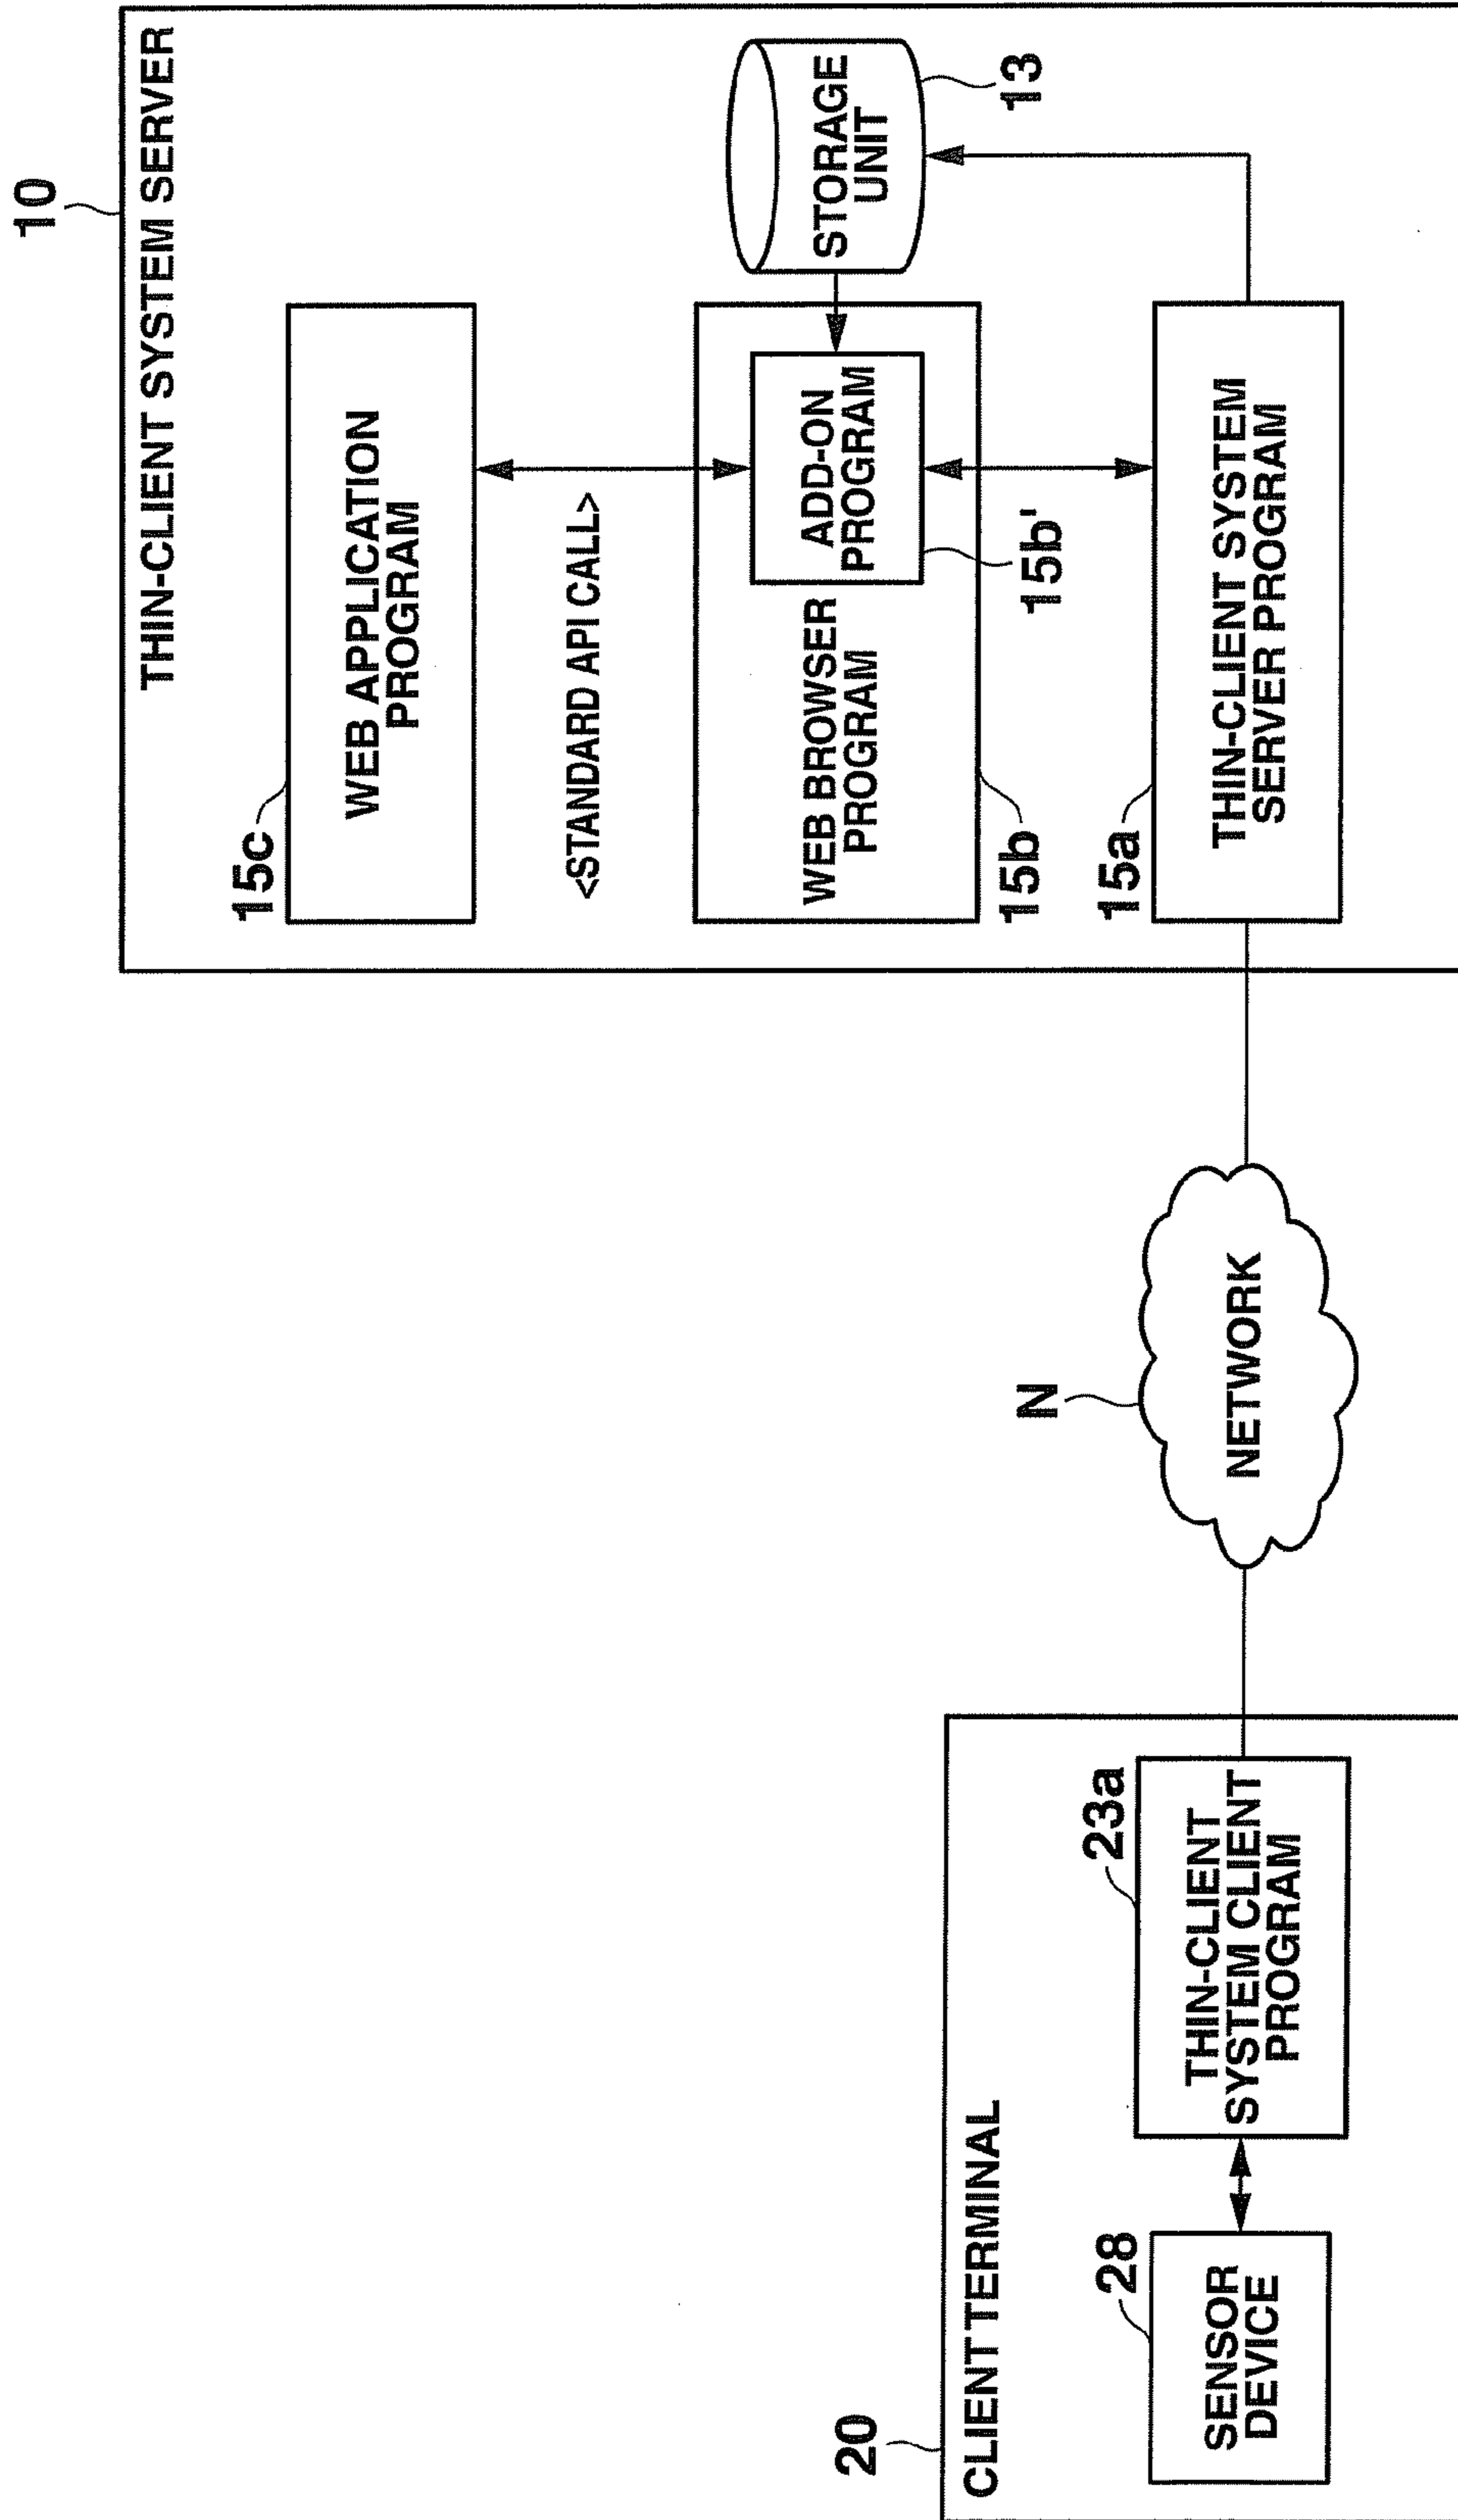 10
THIN-CLIENT SYSTEM SERVER
15c
WEB APPLICATION
PROGRAM
<STANDARD API CALL>
WEB BROWSER
PROGRAM
ADD-ON
PROGRAM
STORAGE
UNIT
13
15b
15b'
15a
THIN-CLIENT SYSTEM
SERVER PROGRAM
N
NETWORK
20
CLIENT TERMINAL
28
SENSOR
DEVICE
23a
THIN-CLIENT
SYSTEM CLIENT
PROGRAM